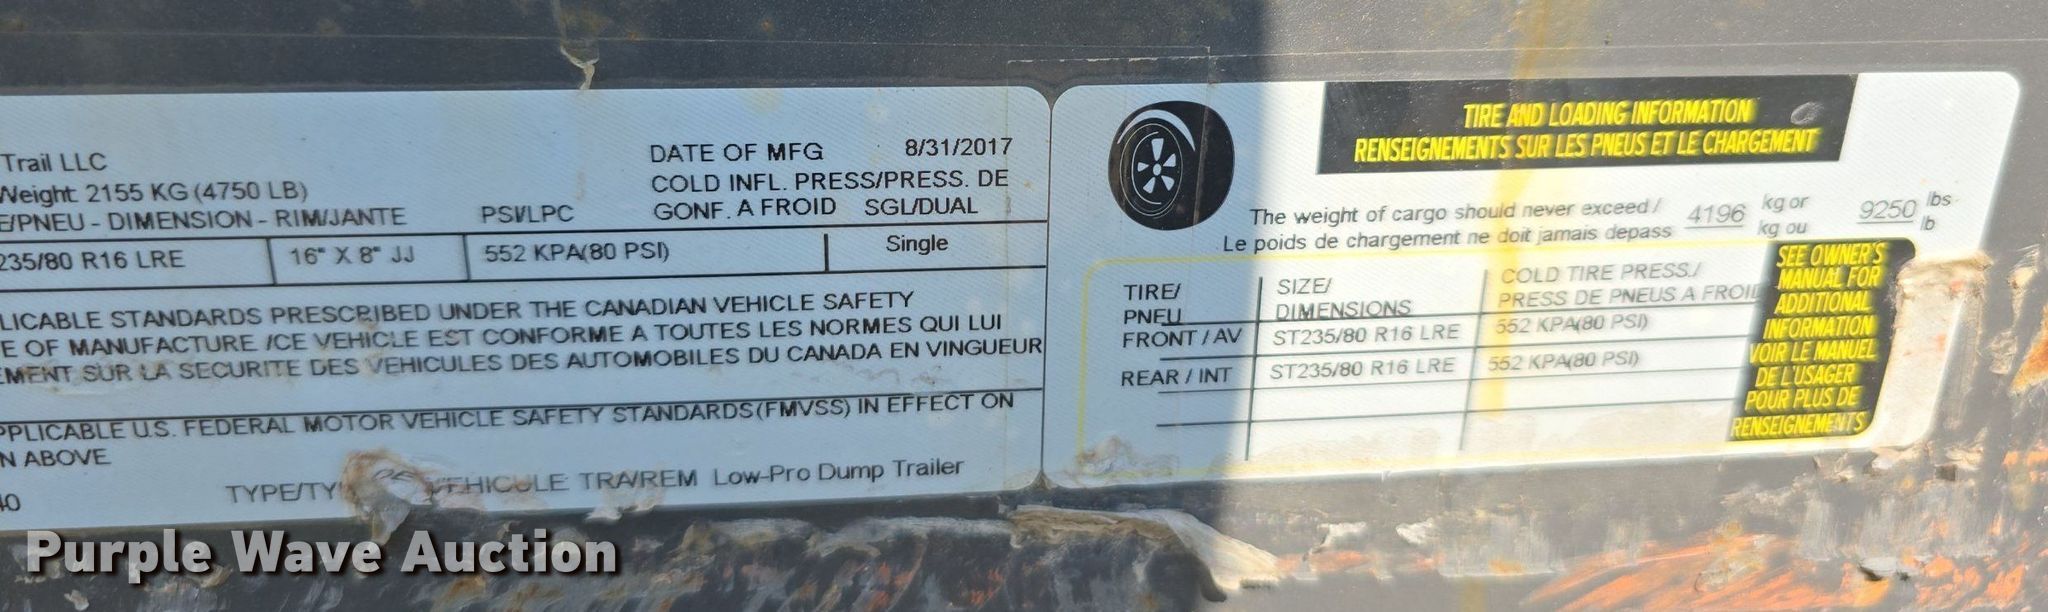 Trail LLC
DATE OF MFG 8/31/2017
Weight 2155 KG (4750 LB)
COLD INFL. PRESS/PRESS. DE
E/PNEU - DIMENSION - RIM/JANTE PSI/LPC
GONF. A FROID SGL/DUAL
235/80 R16 LRE 16" X 8" JJ 552 KPA(80 PSI) Single
LICABLE STANDARDS PRESCRIBED UNDER THE CANADIAN VEHICLE SAFETY
E OF MANUFACTURE /CE VEHICLE EST CONFORME A TOUTES LES NORMES QUI LUI
EMENT SUR LA SECURITE DES VEHICULES DES AUTOMOBILES DU CANADA EN VINGUEUR
PPLICABLE U.S. FEDERAL MOTOR VEHICLE SAFETY STANDARDS(FMVSS) IN EFFECT ON
N ABOVE
40 TYPE/TY DE VEHICULE TRA/REM Low-Pro Dump Trailer
TIRE AND LOADING INFORMATION
RENSEIGNEMENTS SUR LES PNEUS ET LE CHARGEMENT
The weight of cargo should never exceed / 4196 kg or 9250 lbs
Le poids de chargement ne doit jamais depass kg ou lb
TIRE/ SIZE/ COLD TIRE PRESS./
PNEU DIMENSIONS PRESS DE PNEUS A FROID
FRONT / AV ST235/80 R16 LRE 552 KPA(80 PSI)
REAR / INT ST235/80 R16 LRE 552 KPA(80 PSI)
SEE OWNER'S
MANUAL FOR
ADDITIONAL
INFORMATION
VOIR LE MANUEL
DE L'USAGER
POUR PLUS DE
RENSEIGNEMENTS
Purple Wave Auction